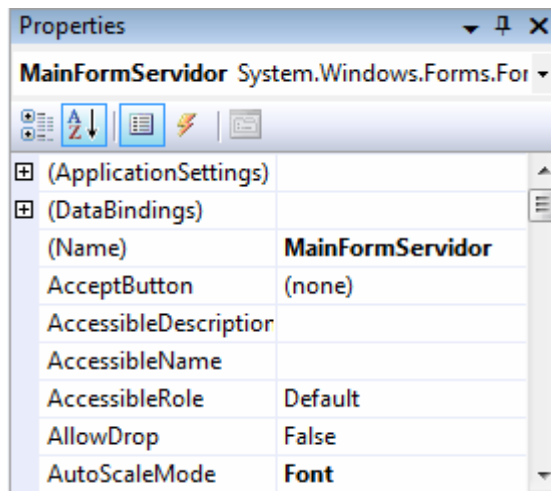 Properties
MainFormServidor System.Windows.Forms.For
(ApplicationSettings)
(DataBindings)
(Name) MainFormServidor
AcceptButton (none)
AccessibleDescription
AccessibleName
AccessibleRole Default
AllowDrop False
AutoScaleMode Font